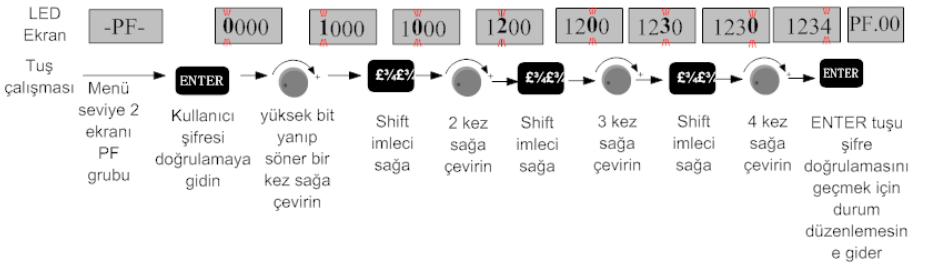 LED
Ekran
-PF-
0000
1000
1000
1200
1200
1230
1230
1234
PF.00
Tuş
çalışması
ENTER
£¾£¾
£¾£¾
£¾£¾
ENTER
Menü
seviye 2
ekranı
PF
grubu
Kullanıcı
şifresi
doğrulamaya
gidin
yüksek bit
yanıp
söner bir
kez sağa
çevirin
Shift
imleci
sağa
2 kez
sağa
çevirin
Shift
imleci
sağa
3 kez
sağa
çevirin
Shift
imleci
sağa
4 kez
sağa
çevirin
ENTER tuşu
şifre
doğrulamasını
geçmek için
durum
düzenlemesin
e gider